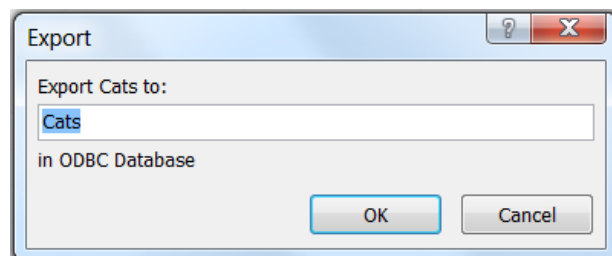 Export
Export Cats to:
Cats
in ODBC Database
OK
Cancel